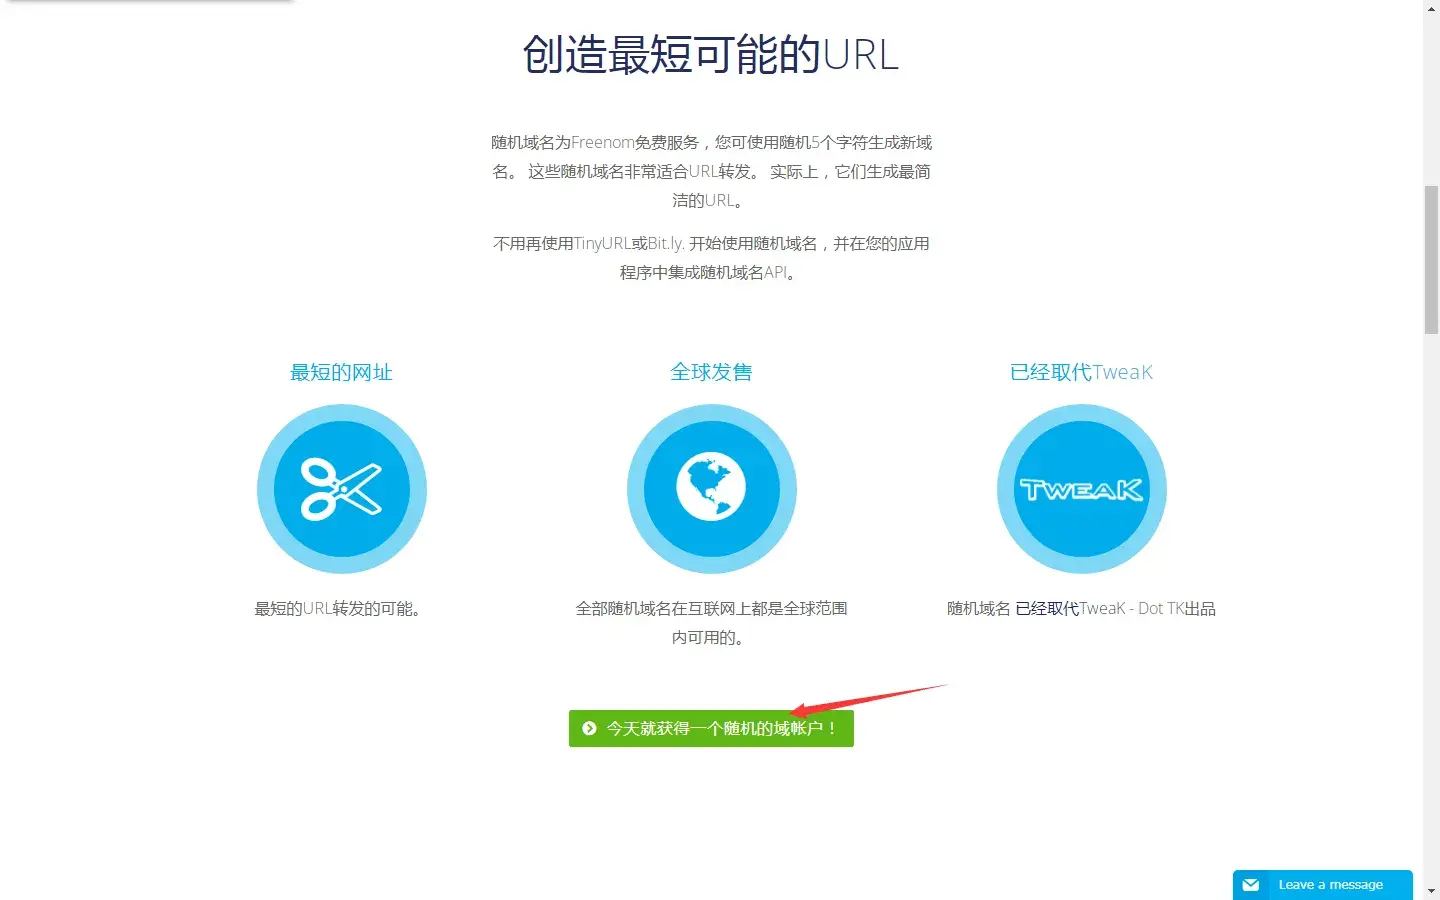 创造最短可能的URL
随机域名为Freenom免费服务，您可使用随机5个字符生成新域
名。 这些随机域名非常适合URL转发。 实际上，它们生成最简
洁的URL。
不用再使用TinyURL或Bit.ly. 开始使用随机域名，并在您的应用
程序中集成随机域名API。
最短的网址
全球发售
已经取代TweaK
TWEAK
最短的URL转发的可能。
全部随机域名在互联网上都是全球范围
内可用的。
随机域名 已经取代TweaK - Dot TK出品
今天就获得一个随机的域帐户！
Leave a message